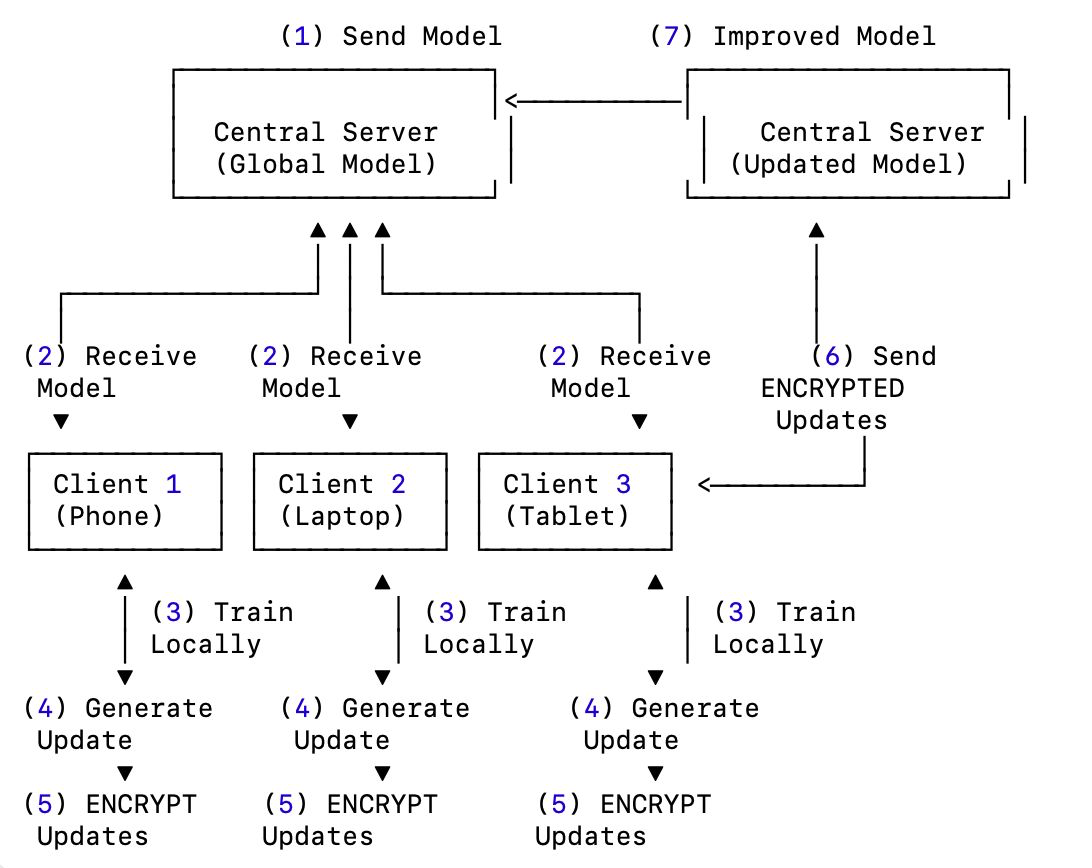 (1) Send Model (7) Improved Model
Central Server Central Server
(Global Model) (Updated Model)
(2) Receive (2) Receive (2) Receive (6) Send
Model Model Model ENCRYPTED
Updates
Client 1 Client 2 Client 3
(Phone) (Laptop) (Tablet)
(3) Train (3) Train (3) Train
Locally Locally Locally
(4) Generate (4) Generate (4) Generate
Update Update Update
(5) ENCRYPT (5) ENCRYPT (5) ENCRYPT
Updates Updates Updates